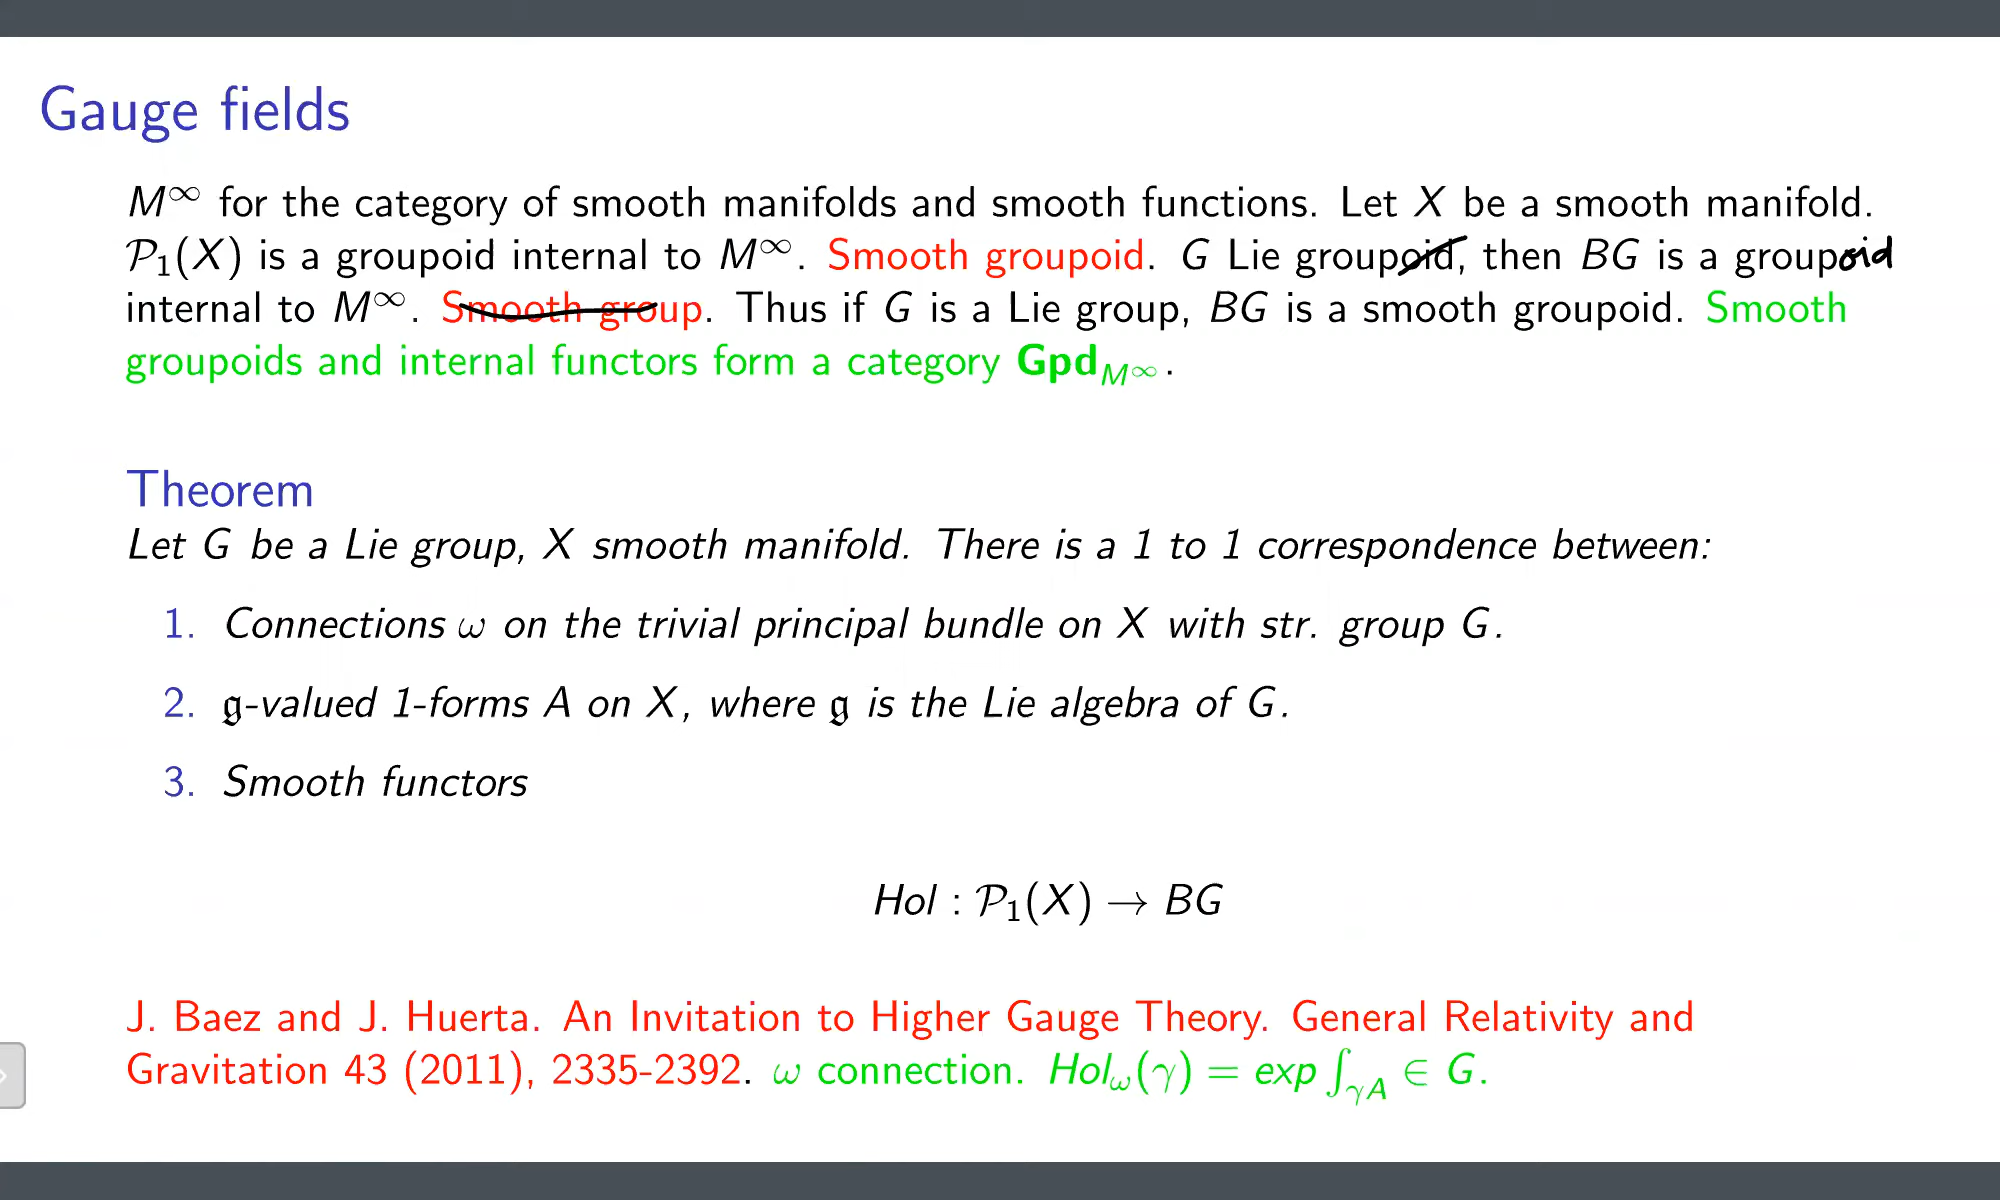 Gauge fields
M^∞ for the category of smooth manifolds and smooth functions. Let X be a smooth manifold.
𝒫₁(X) is a groupoid internal to M^∞. Smooth groupoid. G Lie groupoid, then BG is a groupoid
internal to M^∞. Smooth group. Thus if G is a Lie group, BG is a smooth groupoid. Smooth
groupoids and internal functors form a category Gpd_{M^∞}.
Theorem
Let G be a Lie group, X smooth manifold. There is a 1 to 1 correspondence between:
1. Connections ω on the trivial principal bundle on X with str. group G.
2. 𝔤-valued 1-forms A on X, where 𝔤 is the Lie algebra of G.
3. Smooth functors
Hol : 𝒫₁(X) → BG
J. Baez and J. Huerta. An Invitation to Higher Gauge Theory. General Relativity and
Gravitation 43 (2011), 2335-2392. ω connection. Hol_ω(γ) = exp ∫_{γA} ∈ G.